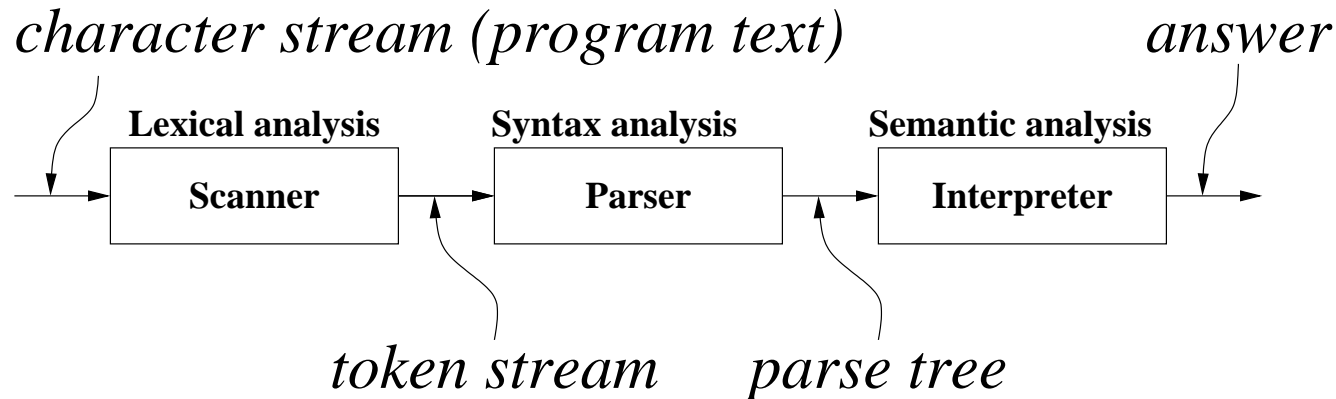 character stream (program text)
answer
Lexical analysis
Syntax analysis
Semantic analysis
Scanner
Parser
Interpreter
token stream
parse tree